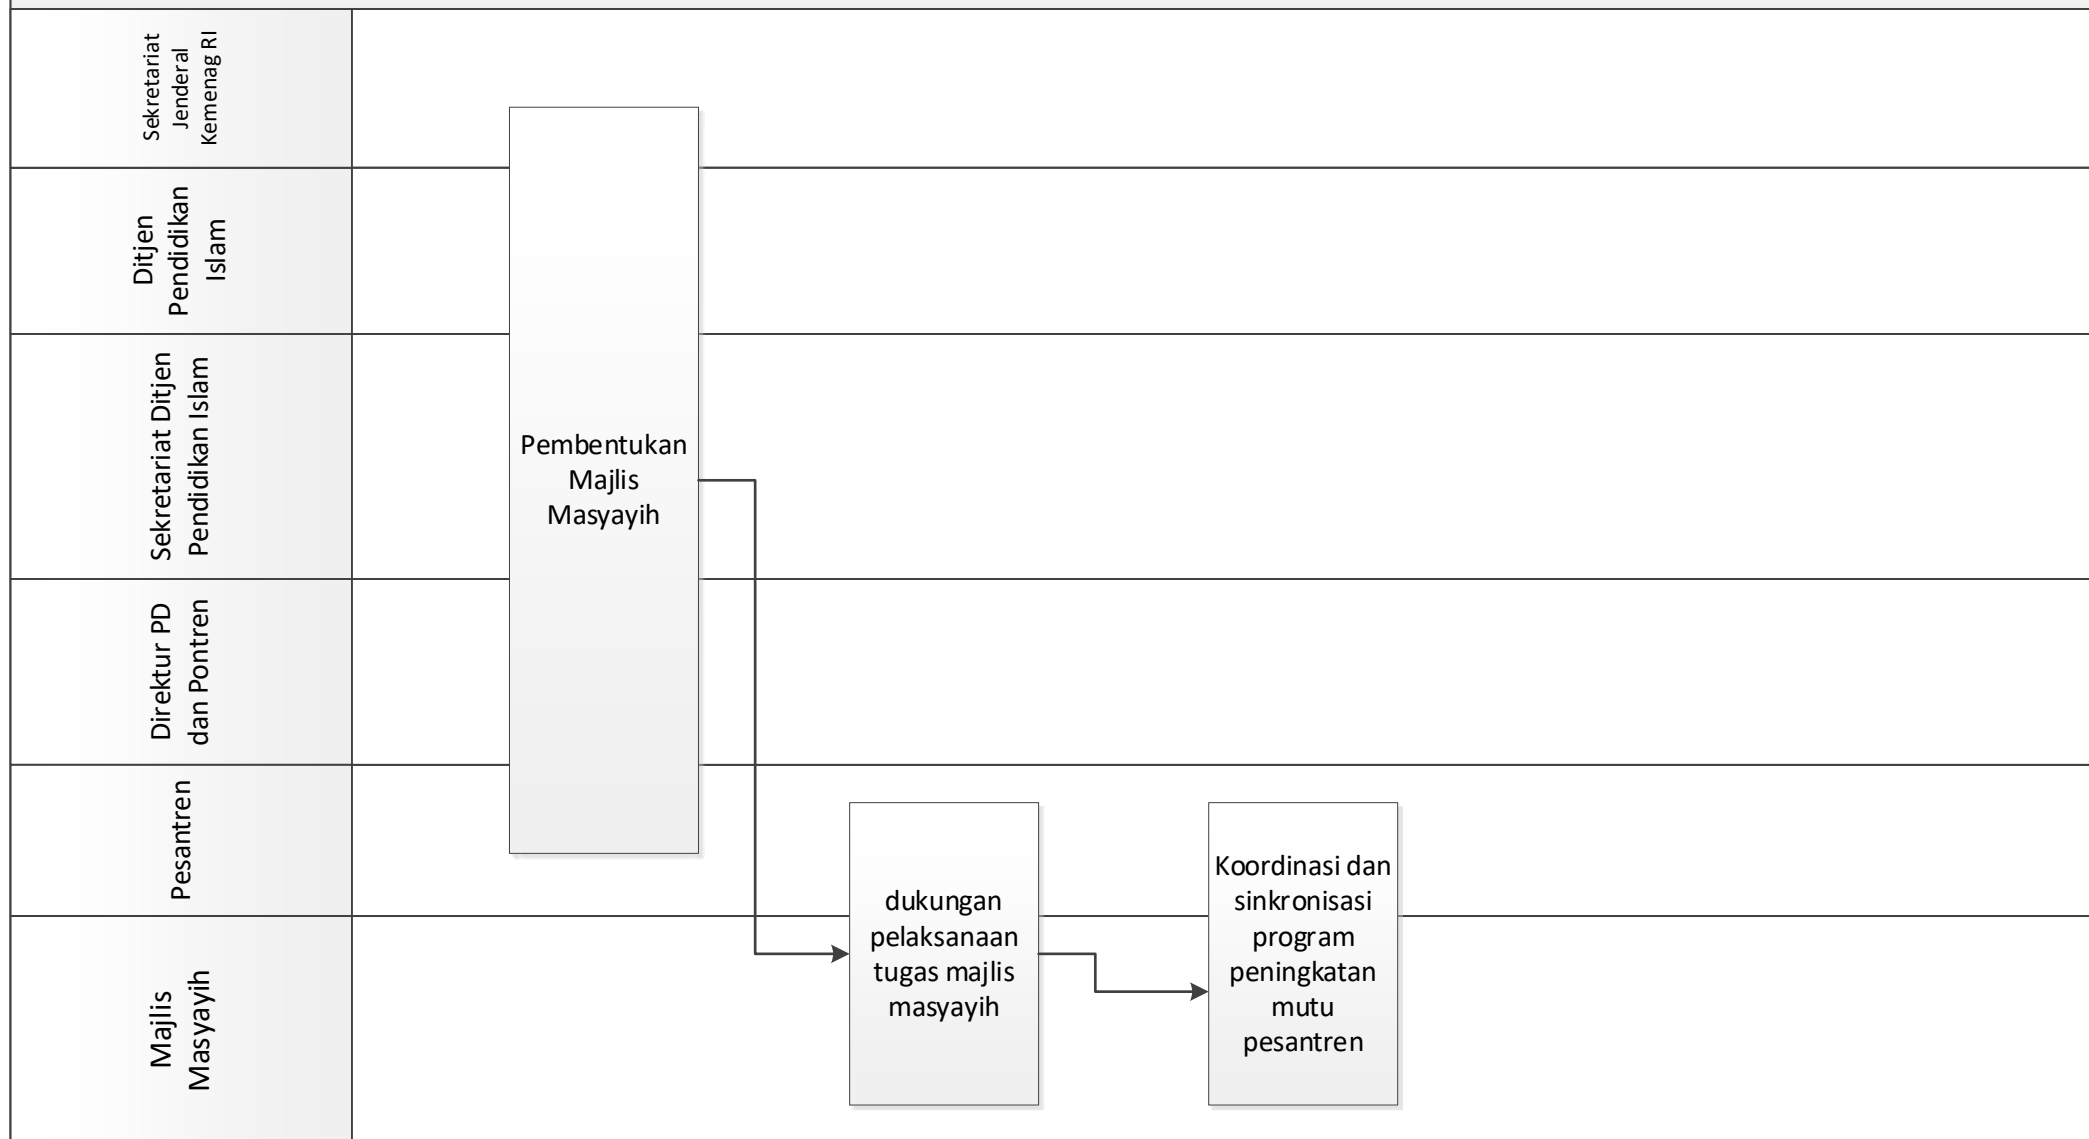 Sekretariat
Jenderal
Kemenag RI
Ditjen
Pendidikan
Islam
Sekretariat Ditjen
Pendidikan Islam
Direktur PD
dan Pontren
Pesantren
Majlis
Masyayih
Pembentukan
Majlis
Masyayih
dukungan
pelaksanaan
tugas majlis
masyayih
Koordinasi dan
sinkronisasi
program
peningkatan
mutu
pesantren